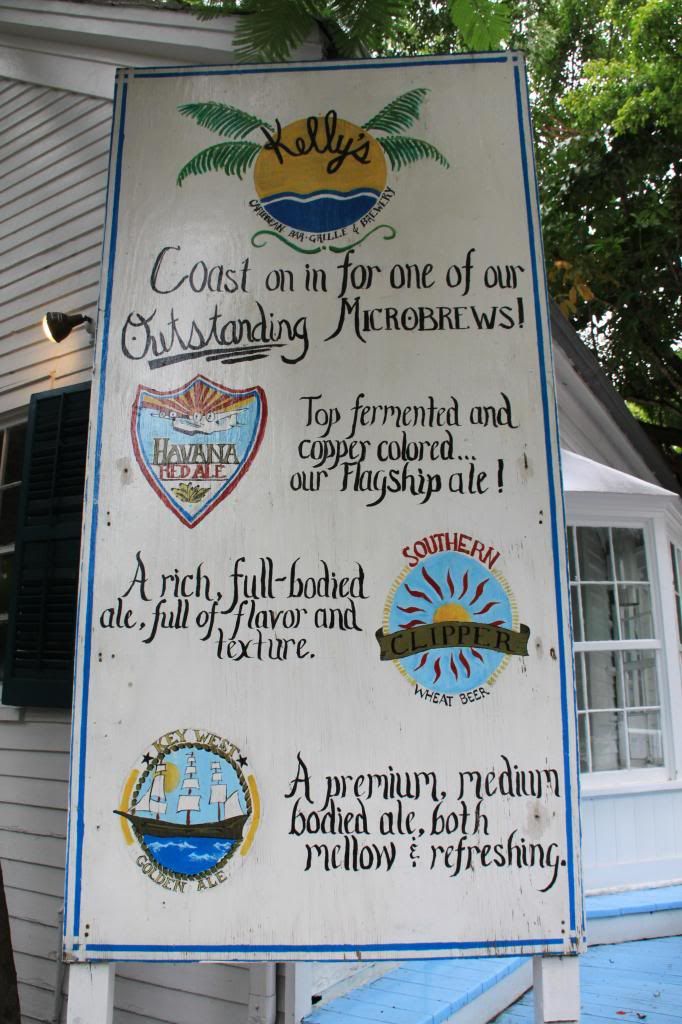 Kelly's
CARIBBEAN BAR·GRILLE & BREWERY
Coast on in for one of our
Outstanding MICROBREWS!
HAVANA
RED ALE
Top fermented and
copper colored...
our Flagship ale!
A rich, full-bodied
ale, full of flavor and
texture.
SOUTHERN
CLIPPER
WHEAT BEER
KEY WEST
GOLDEN ALE
A premium, medium
bodied ale, both
mellow & refreshing.